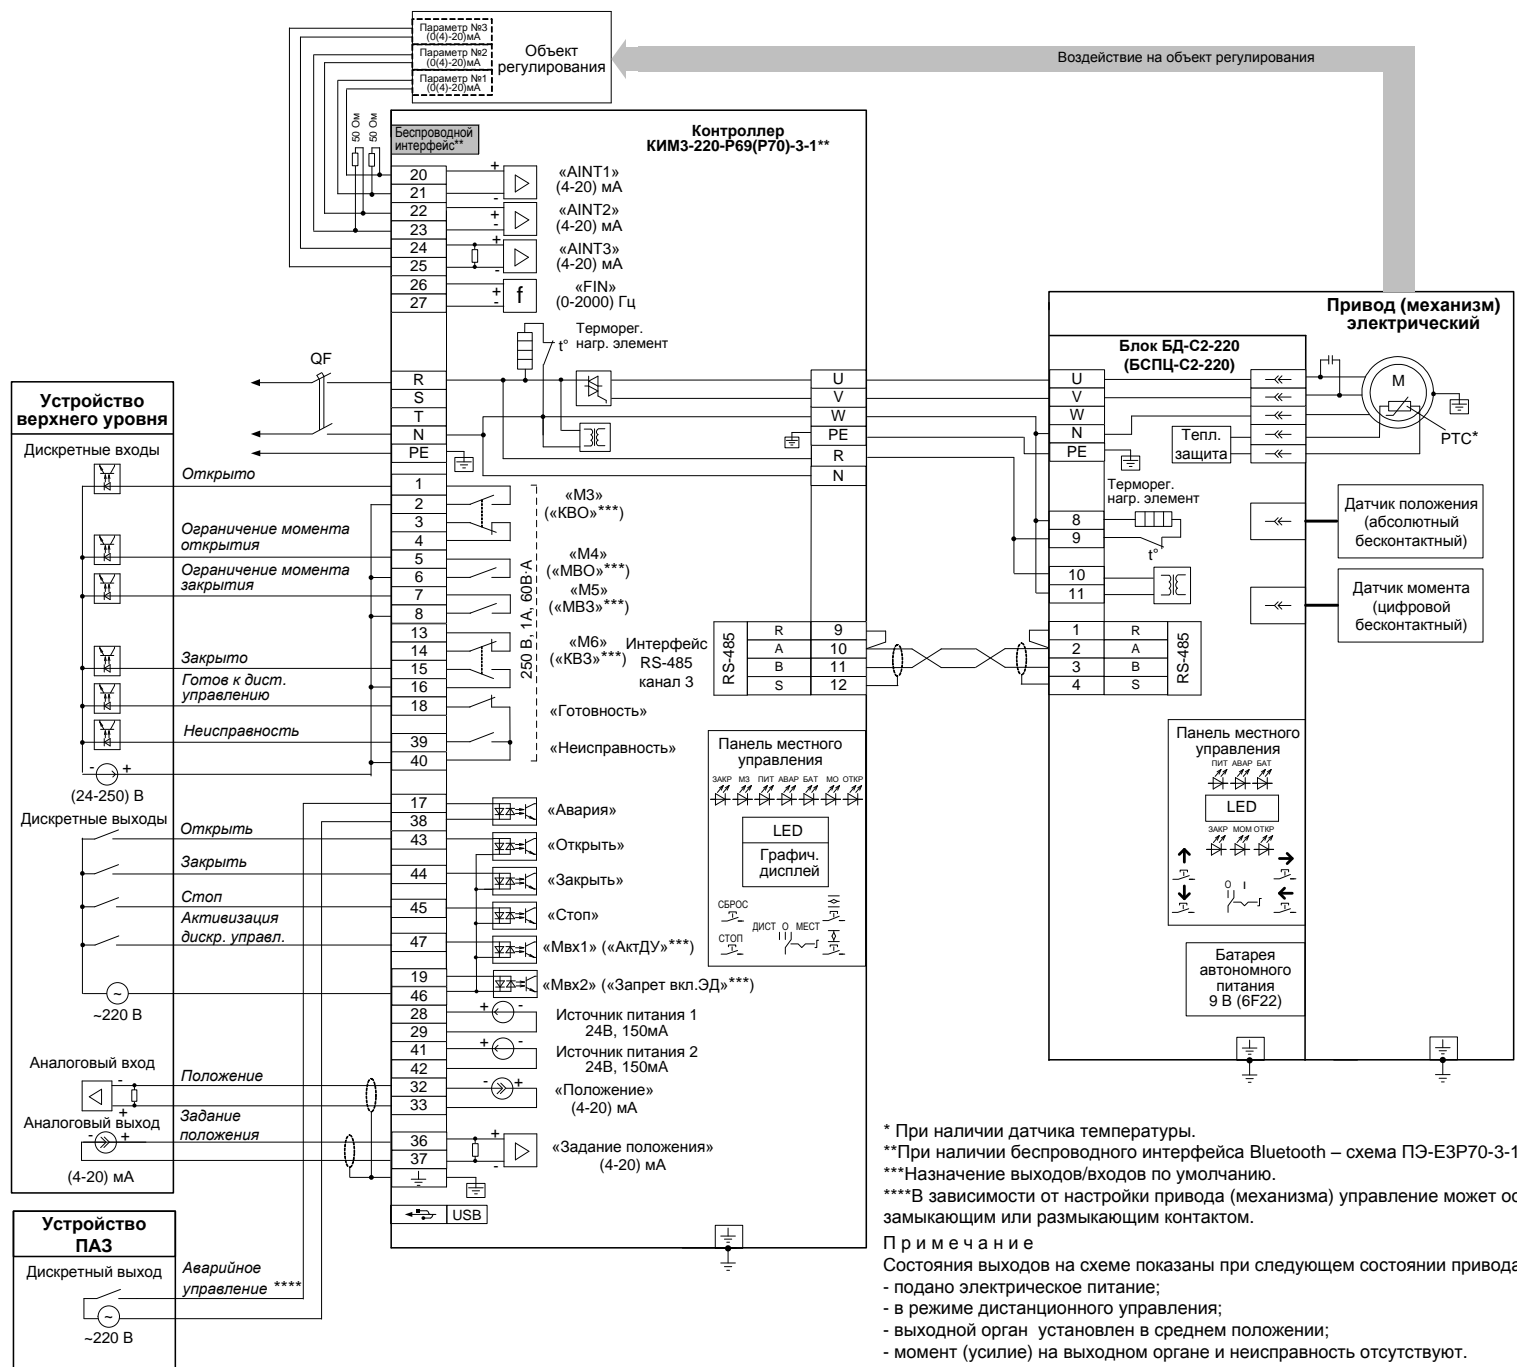 Параметр №3
(0(4)-20)мА
Параметр №2
(0(4)-20)мА
Параметр №1
(0(4)-20)мА
Объект
регулирования
Воздействие на объект регулирования
50 Ом
50 Ом
Беспроводной
интерфейс**
Контроллер
КИМ3-220-Р69(Р70)-3-1**
20
21
22
23
24
25
26
27
+
-
+
-
+
-
+
-
f
«AINT1»
(4-20) мА
«AINT2»
(4-20) мА
«AINT3»
(4-20) мА
«FIN»
(0-2000) Гц
Терморег.
нагр. элемент
t°
QF
R
S
T
N
PE
U
V
W
PE
R
N
Устройство
верхнего уровня
Дискретные входы
Открыто
Ограничение момента
открытия
Ограничение момента
закрытия
Закрыто
Готов к дист.
управлению
Неисправность
- +
(24-250) В
1
2
3
4
5
6
7
8
13
14
15
16
18
39
40
«М3»
(«КВО»***)
«М4»
(«МВО»***)
«М5»
(«МВЗ»***)
«М6»
(«КВЗ»***)
250 В, 1А, 60В·А
«Готовность»
«Неисправность»
Интерфейс
RS-485
канал 3
RS-485
R 9
A 10
B 11
S 12
Дискретные выходы
Открыть
Закрыть
Стоп
Активизация
дискр. управл.
~
~220 В
17
38
43
44
45
47
19
46
28
29
41
42
32
33
36
37
«Авария»
«Открыть»
«Закрыть»
«Стоп»
«Мвх1» («АктДУ»***)
«Мвх2» («Запрет вкл.ЭД»***)
+ -
Источник питания 1
24В, 150мА
+ -
Источник питания 2
24В, 150мА
- +
«Положение»
(4-20) мА
+
-
«Задание положения»
(4-20) мА
USB
Аналоговый вход
-
+
Положение
Аналоговый выход
- +
Задание
положения
(4-20) мА
Устройство
ПАЗ
Дискретный выход
Аварийное
управление ****
~
~220 В
Панель местного
управления
ЗАКР МЗ ПИТ АВАР БАТ МО ОТКР
LED
Графич.
дисплей
СБРОС
СТОП
ДИСТ О МЕСТ
Привод (механизм)
электрический
Блок БД-С2-220
(БСПЦ-С2-220)
U
V
W
N
PE
Тепл.
защита
М
РТС*
Терморег.
нагр. элемент
8
9
t°
10
11
1 R
2 A
3 B
4 S
RS-485
Датчик положения
(абсолютный
бесконтактный)
Датчик момента
(цифровой
бесконтактный)
Панель местного
управления
ПИТ АВАР БАТ
LED
ЗАКР МОМ ОТКР
О I
Батарея
автономного
питания
9 В (6F22)
* При наличии датчика температуры.
**При наличии беспроводного интерфейса Bluetooth – схема ПЭ-Е3Р70-3-1
***Назначение выходов/входов по умолчанию.
****В зависимости от настройки привода (механизма) управление может ос
замыкающим или размыкающим контактом.
П р и м е ч а н и е
Состояния выходов на схеме показаны при следующем состоянии привода
- подано электрическое питание;
- в режиме дистанционного управления;
- выходной орган установлен в среднем положении;
- момент (усилие) на выходном органе и неисправность отсутствуют.